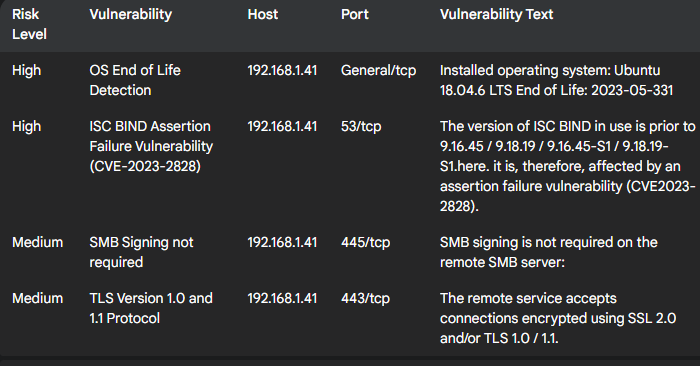 Risk Level Vulnerability Host Port Vulnerability Text
High OS End of Life Detection 192.168.1.41 General/tcp Installed operating system: Ubuntu 18.04.6 LTS End of Life: 2023-05-331
High ISC BIND Assertion Failure Vulnerability (CVE-2023-2828) 192.168.1.41 53/tcp The version of ISC BIND in use is prior to 9.16.45 / 9.18.19 / 9.16.45-S1 / 9.18.19-S1.here. it is, therefore, affected by an assertion failure vulnerability (CVE2023-2828).
Medium SMB Signing not required 192.168.1.41 445/tcp SMB signing is not required on the remote SMB server:
Medium TLS Version 1.0 and 1.1 Protocol 192.168.1.41 443/tcp The remote service accepts connections encrypted using SSL 2.0 and/or TLS 1.0 / 1.1.